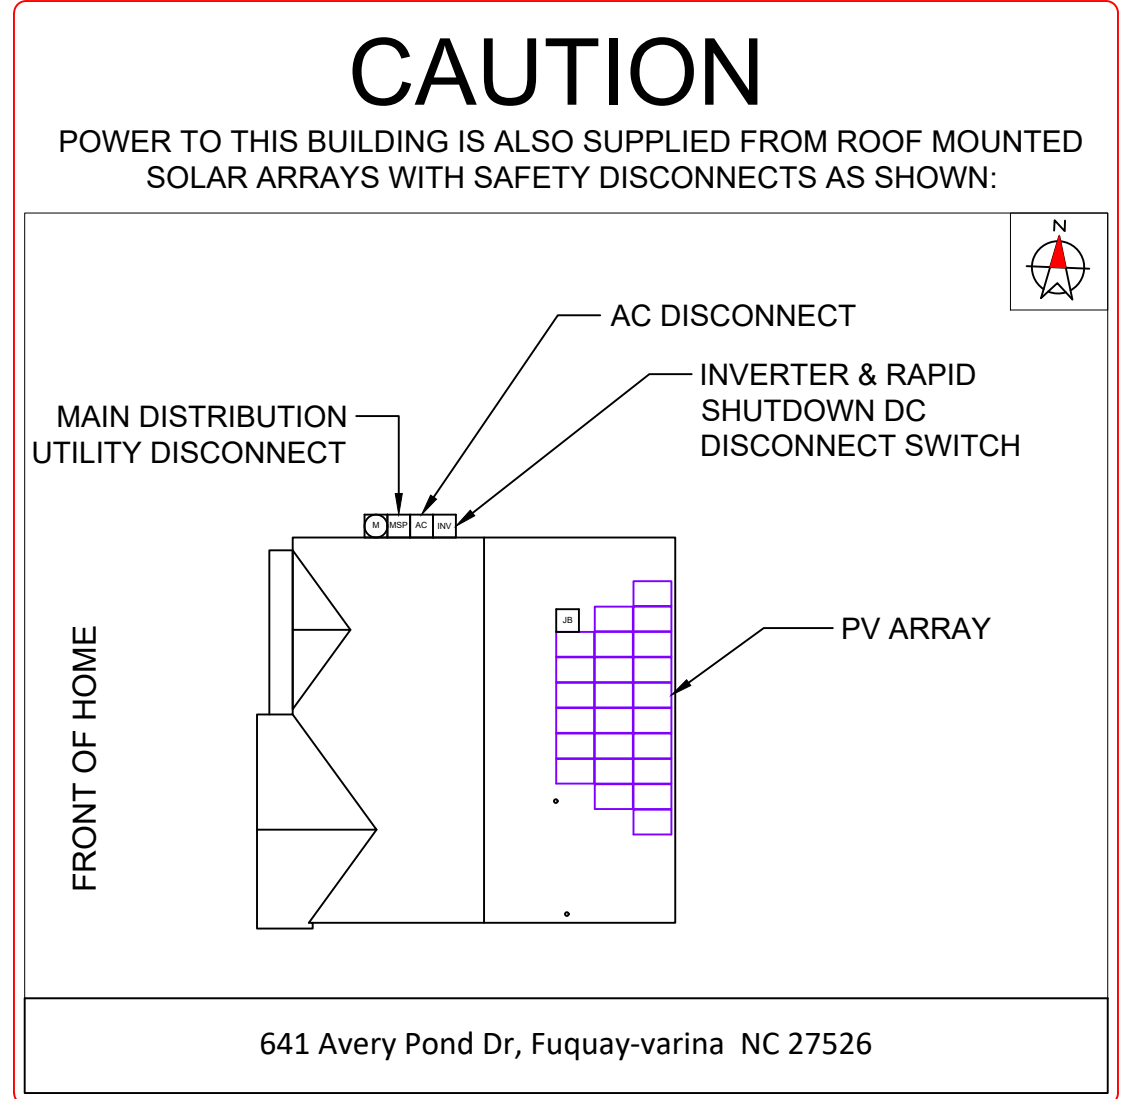 CAUTION
POWER TO THIS BUILDING IS ALSO SUPPLIED FROM ROOF MOUNTED
SOLAR ARRAYS WITH SAFETY DISCONNECTS AS SHOWN:
N
AC DISCONNECT
INVERTER & RAPID
SHUTDOWN DC
DISCONNECT SWITCH
MAIN DISTRIBUTION
UTILITY DISCONNECT
M
MSP
AC
INV
JB
PV ARRAY
FRONT OF HOME
641 Avery Pond Dr, Fuquay-varina  NC 27526